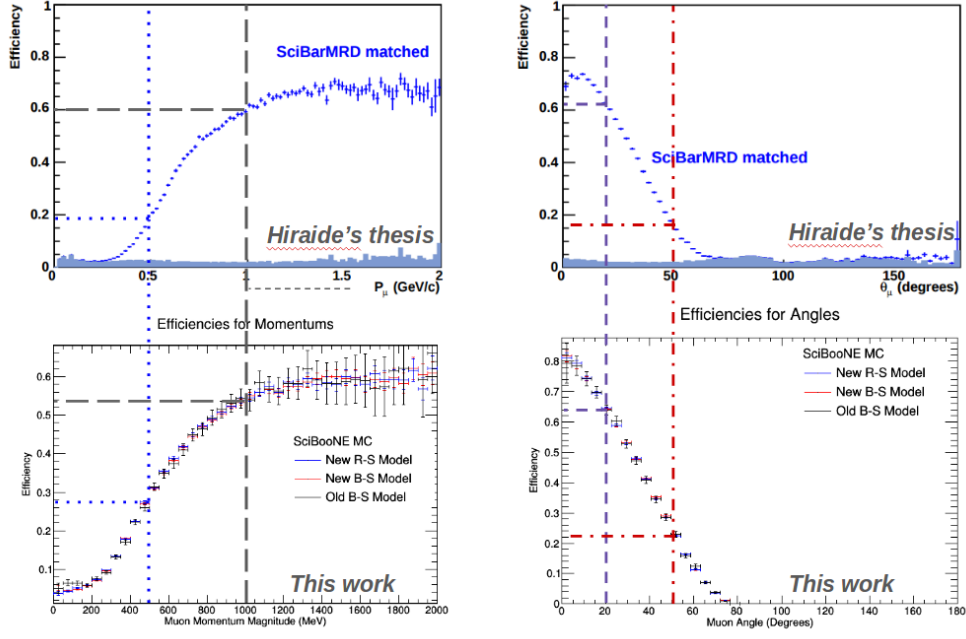 Efficiency
1
0.8
0.6
0.4
0.2
0
SciBarMRD matched
Hiraide's thesis
0 0.5 1 1.5 2
Pμ (GeV/c)
Efficiency
1
0.8
0.6
0.4
0.2
0
SciBarMRD matched
Hiraide's thesis
0 50 100 150
θμ (degrees)
Efficiencies for Momentums
Efficiency
0.6
0.5
0.4
0.3
0.2
0.1
SciBooNE MC
New R-S Model
New B-S Model
Old B-S Model
This work
0 200 400 600 800 1000 1200 1400 1600 1800 2000
Muon Momentum Magnitude (MeV)
Efficiencies for Angles
Efficiency
0.8
0.7
0.6
0.5
0.4
0.3
0.2
0.1
0
SciBooNE MC
New R-S Model
New B-S Model
Old B-S Model
This work
0 20 40 60 80 100 120 140 160 180
Muon Angle (Degrees)